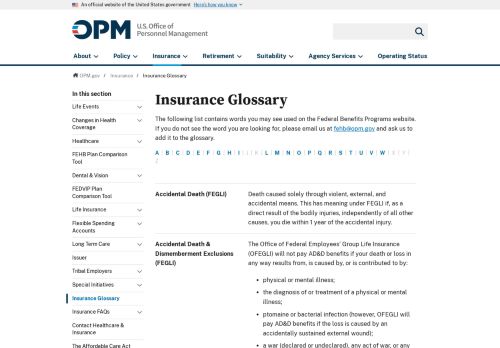 An official website of the United States government Here's how you know
OPM U.S. Office of
Personnel Management
About Policy Insurance Retirement Suitability Agency Services Operating Status
OPM.gov / Insurance / Insurance Glossary
In this section
Life Events
Changes in Health
Coverage
Healthcare
FEHB Plan Comparison
Tool
Dental & Vision
FEDVIP Plan
Comparison Tool
Life Insurance
Flexible Spending
Accounts
Long Term Care
Issuer
Tribal Employers
Special Initiatives
Insurance Glossary
Insurance FAQs
Contact Healthcare &
Insurance
The Affordable Care Act
Insurance Glossary
The following list contains words you may see used on the Federal Benefits Programs website.
If you do not see the word you are looking for, please email us at fehb@opm.gov and ask us to
add it to the glossary.
A B C D E F G H I J K L M N O P Q R S T U V W X Y
Z
Accidental Death (FEGLI)
Death caused solely through violent, external, and
accidental means. This has meaning under FEGLI if, as a
direct result of the bodily injuries, independently of all other
causes, you die within 1 year of the accidental injury.
Accidental Death &
Dismemberment Exclusions
(FEGLI)
The Office of Federal Employees' Group Life Insurance
(OFEGLI) will not pay AD&D benefits if your death or loss in
any way results from, is caused by, or is contributed to by:
• physical or mental illness;
• the diagnosis of or treatment of a physical or mental
illness;
• ptomaine or bacterial infection (however, OFEGLI will
pay AD&D benefits if the loss is caused by an
accidentally sustained external wound);
• a war (declared or undeclared), any act of war, or any